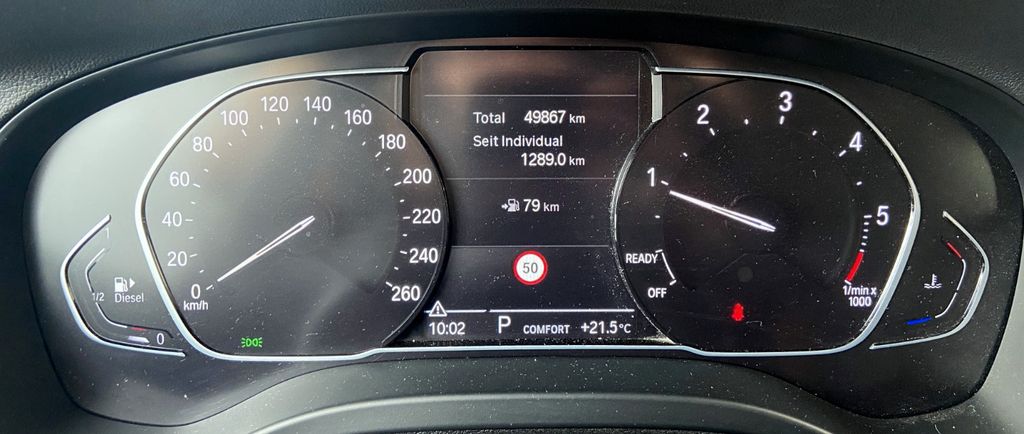 Total 49867 km
Seit Individual
1289.0 km
79 km
50
10:02 P COMFORT +21.5°C
0 20 40 60 80 100 120 140 160 180 200 220 240 260
km/h
1/2
Diesel
0
1 2 3 4 5
READY
OFF
1/min x
1000